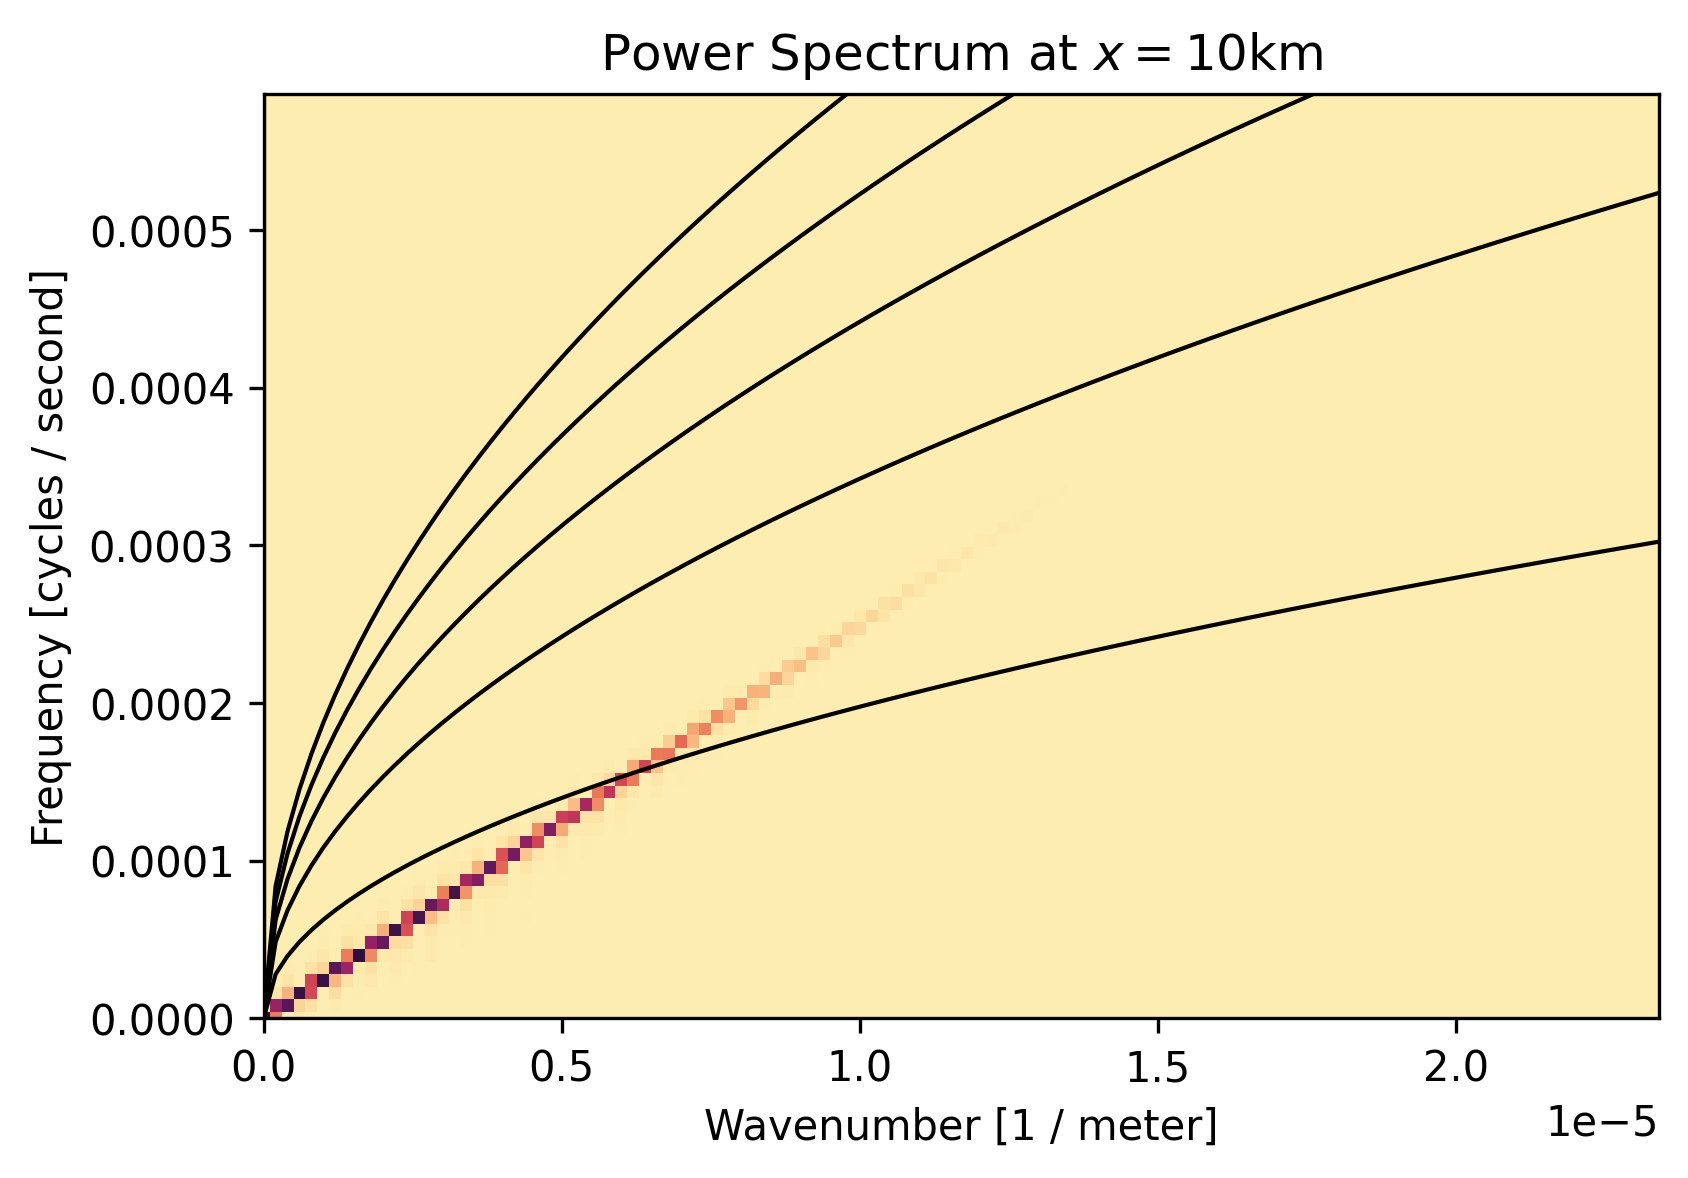 Power Spectrum at x = 10km
Frequency [cycles / second]
0.0005
0.0004
0.0003
0.0002
0.0001
0.0000
0.0
0.5
1.0
1.5
2.0
1e−5
Wavenumber [1 / meter]